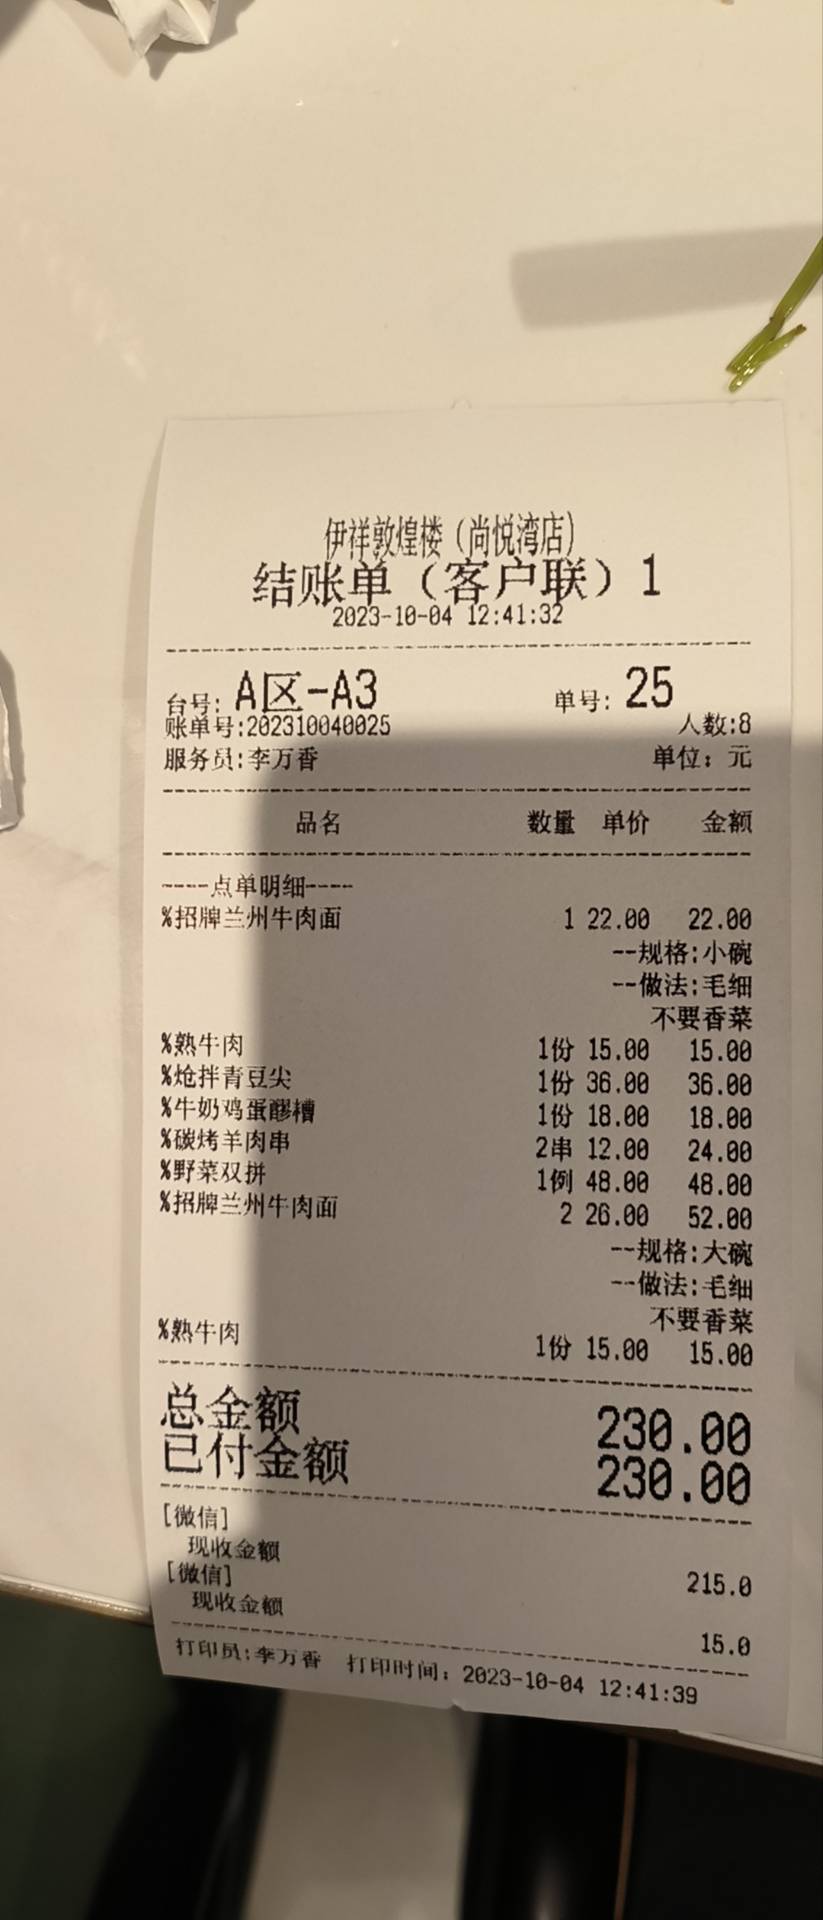 伊祥敦煌楼（尚悦湾店）
结账单（客户联）1
2023-10-04 12:41:32
台号: A区-A3 单号: 25
账单号:202310040025 人数:8
服务员:李万香 单位：元
品名 数量 单价 金额
----点单明细----
%招牌兰州牛肉面 1 22.00 22.00
--规格:小碗
--做法:毛细
不要香菜
%熟牛肉 1份 15.00 15.00
%炝拌青豆尖 1份 36.00 36.00
%牛奶鸡蛋醪糟 1份 18.00 18.00
%碳烤羊肉串 2串 12.00 24.00
%野菜双拼 1例 48.00 48.00
%招牌兰州牛肉面 2 26.00 52.00
--规格:大碗
--做法:毛细
不要香菜
%熟牛肉 1份 15.00 15.00
总金额 230.00
已付金额 230.00
[微信]
现收金额 215.0
[微信]
现收金额 15.0
打印员:李万香 打印时间：2023-10-04 12:41:39